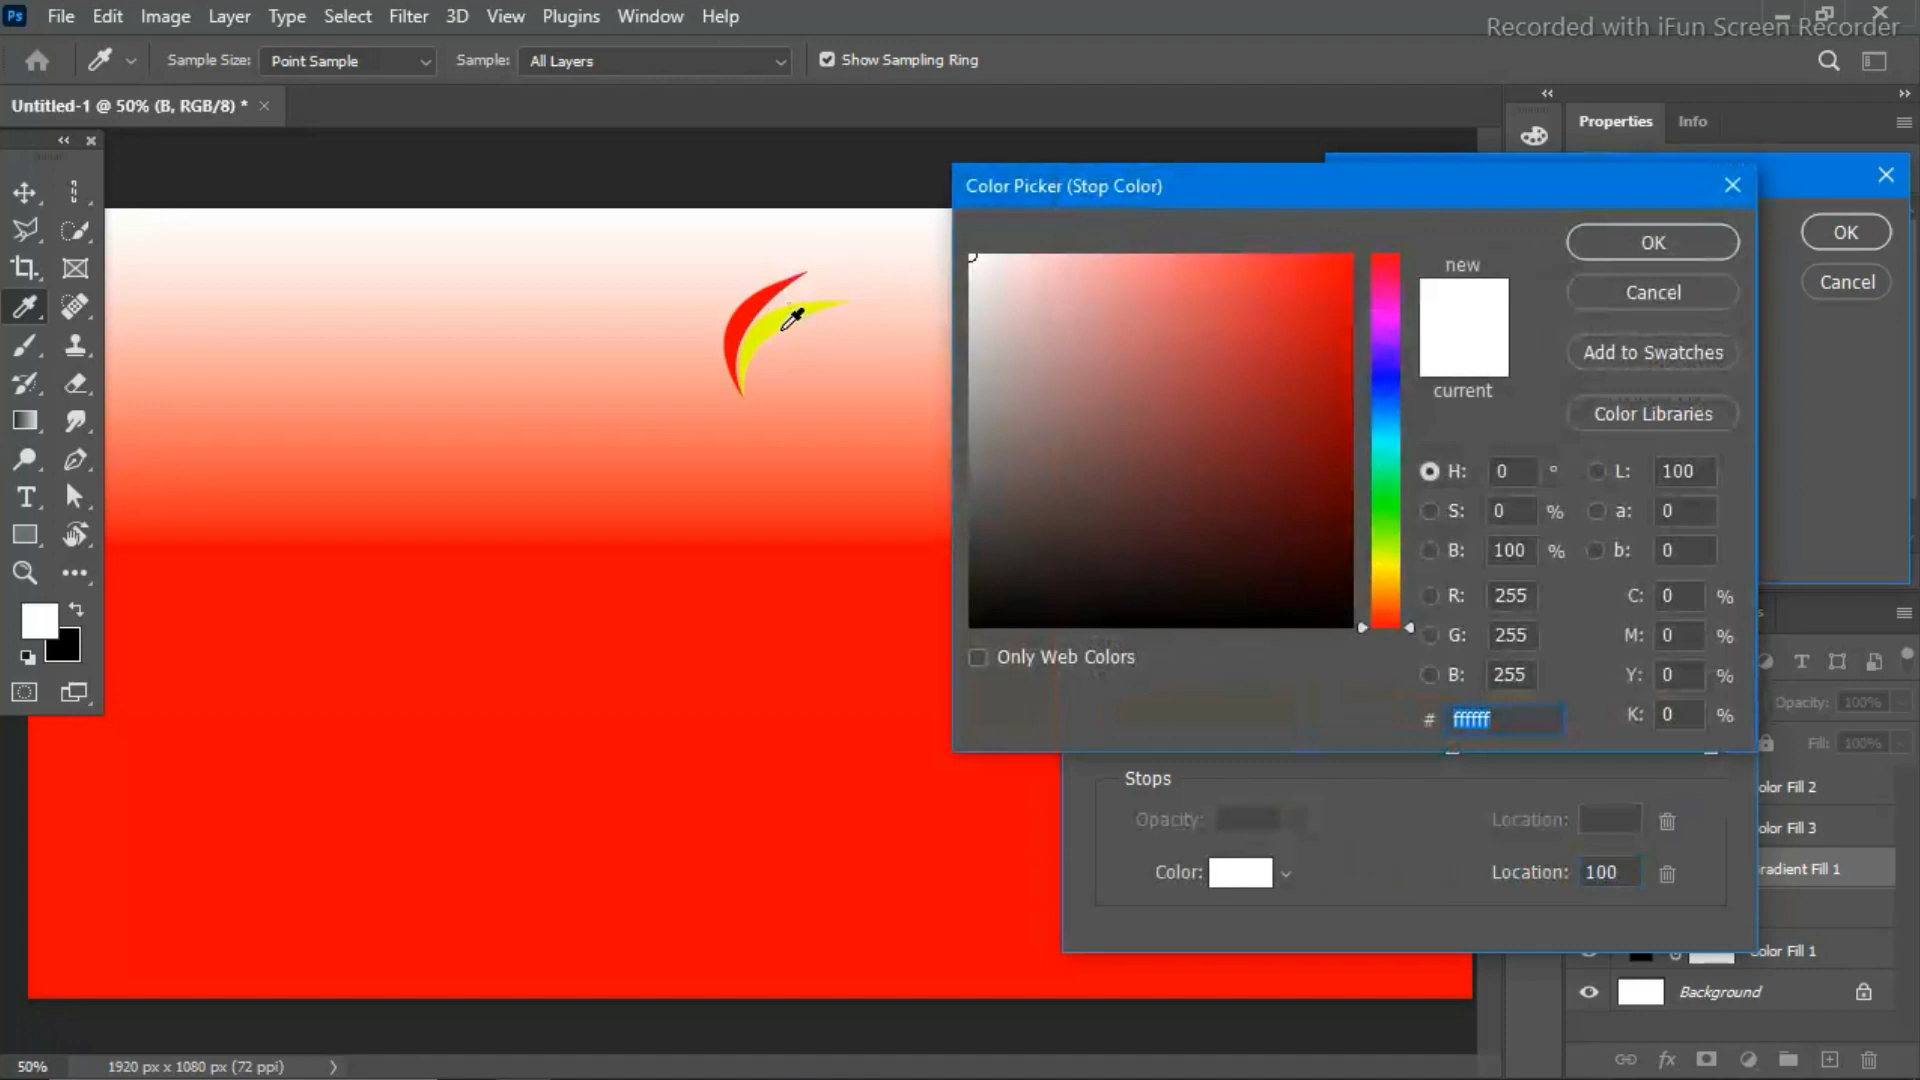 Ps File Edit Image Layer Type Select Filter 3D View Plugins Window Help
Recorded with iFun Screen Recorder
Sample Size: Point Sample Sample: All Layers Show Sampling Ring
Untitled-1 @ 50% (B, RGB/8) *
Properties Info
Color Picker (Stop Color)
OK
OK
new
Cancel
Cancel
Add to Swatches
current
Color Libraries
H: 0 ° L: 100
S: 0 % a: 0
B: 100 % b: 0
R: 255 C: 0 %
G: 255 M: 0 %
Only Web Colors
B: 255 Y: 0 %
# ffffff K: 0 %
Opacity: 100%
Fill: 100%
Stops
olor Fill 2
Opacity: Location:
olor Fill 3
Color: Location: 100
radient Fill 1
olor Fill 1
Background
50% 1920 px x 1080 px (72 ppi)
fx